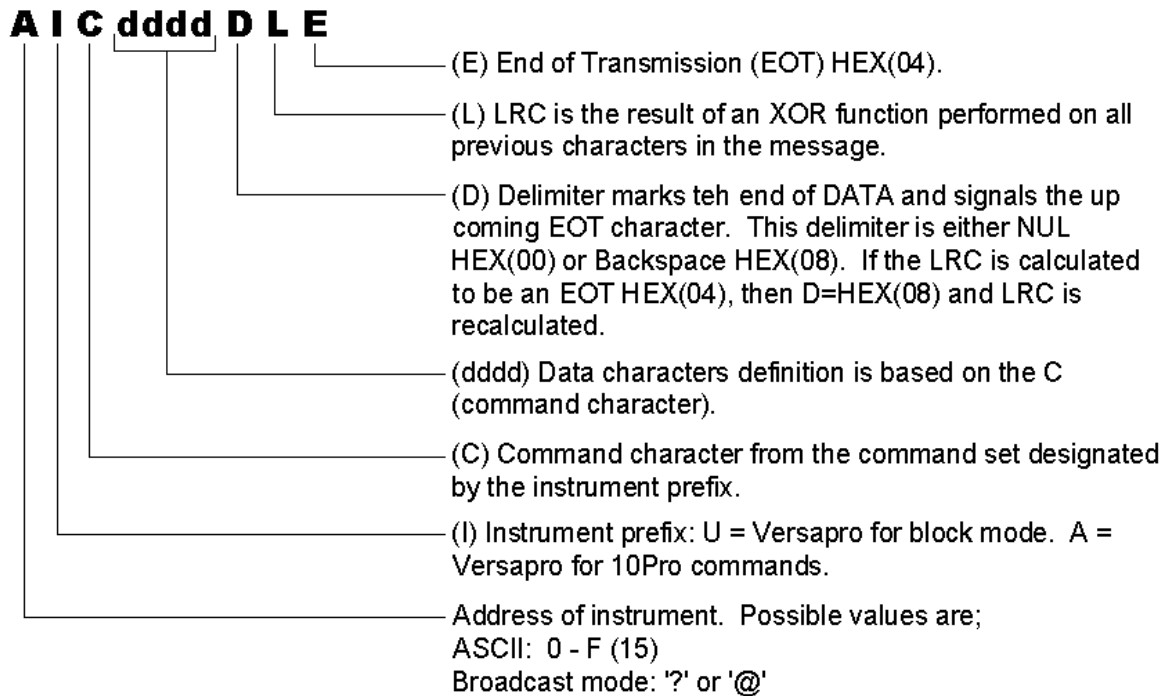 A I C dddd D L E
(E) End of Transmission (EOT) HEX(04).
(L) LRC is the result of an XOR function performed on all
previous characters in the message.
(D) Delimiter marks teh end of DATA and signals the up
coming EOT character.  This delimiter is either NUL
HEX(00) or Backspace HEX(08).  If the LRC is calculated
to be an EOT HEX(04), then D=HEX(08) and LRC is
recalculated.
(dddd) Data characters definition is based on the C
(command character).
(C) Command character from the command set designated
by the instrument prefix.
(I) Instrument prefix: U = Versapro for block mode.  A =
Versapro for 10Pro commands.
Address of instrument.  Possible values are;
ASCII:  0 - F (15)
Broadcast mode: '?' or '@'